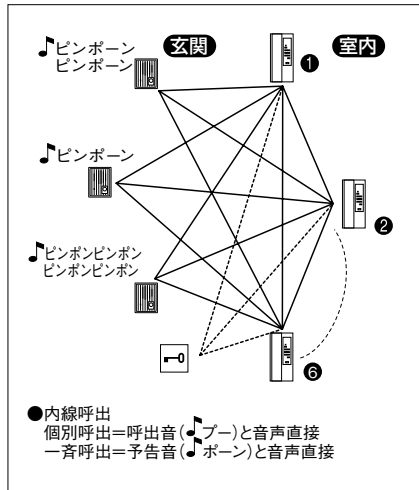 ♪ピンポーン
ピンポーン
玄関
室内
❶
♪ピンポーン
❷
♪ピンポンピンポン
ピンポンピンポン
❻
●内線呼出
個別呼出=呼出音(♪プー)と音声直接
一斉呼出=予告音(♪ポーン)と音声直接